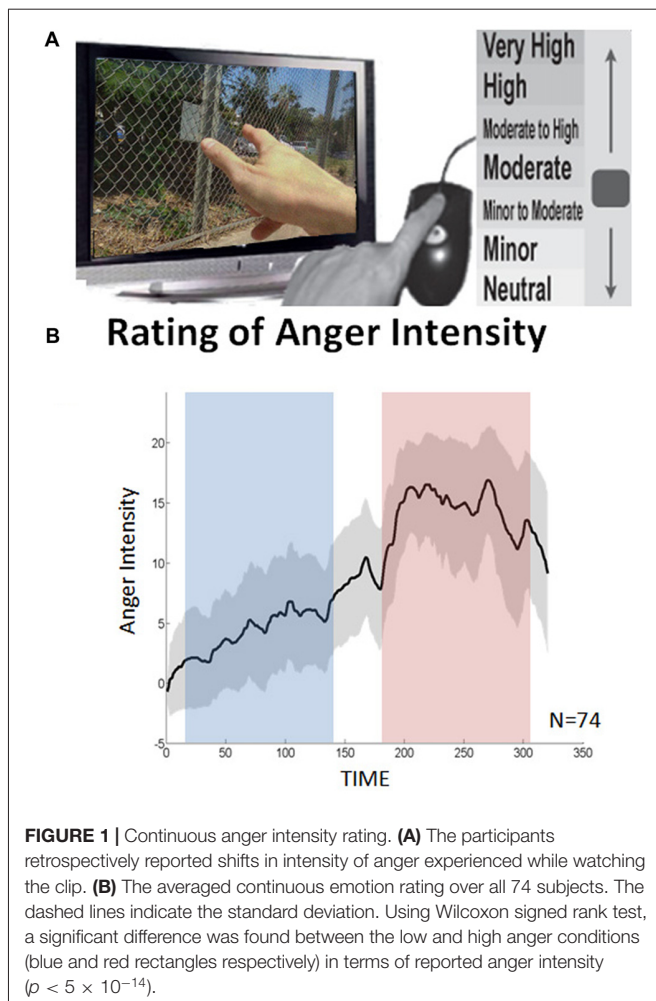 A
Very High
High
Moderate to High
Moderate
Minor to Moderate
Minor
Neutral
B Rating of Anger Intensity
Anger Intensity
20
15
10
5
0
-5
0 50 100 150 200 250 300 350
N=74
TIME
FIGURE 1 | Continuous anger intensity rating. (A) The participants
retrospectively reported shifts in intensity of anger experienced while watching
the clip. (B) The averaged continuous emotion rating over all 74 subjects. The
dashed lines indicate the standard deviation. Using Wilcoxon signed rank test,
a significant difference was found between the low and high anger conditions
(blue and red rectangles respectively) in terms of reported anger intensity
(p < 5 × 10⁻¹⁴).